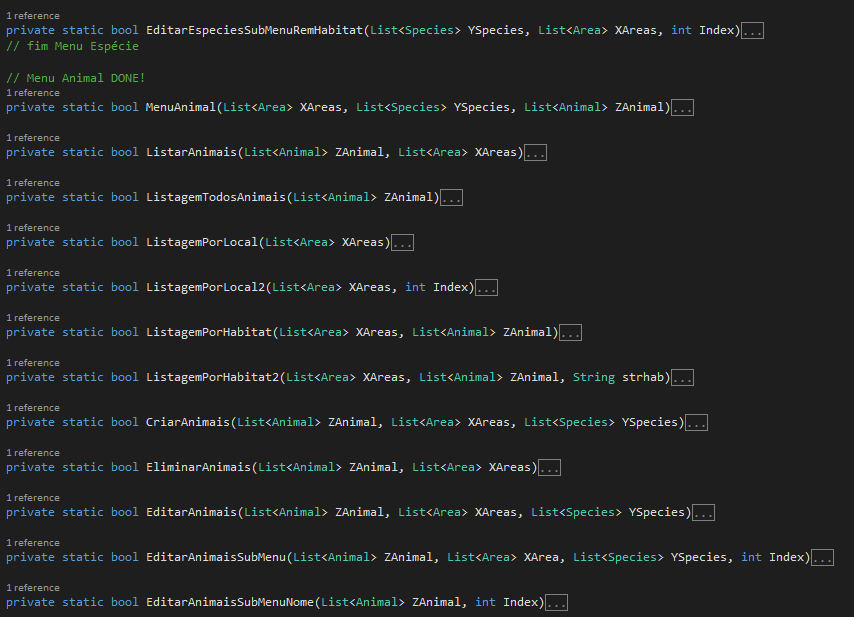 1 reference
private static bool EditarEspeciesSubMenuRemHabitat(List<Species> YSpecies, List<Area> XAreas, int Index)...
// fim Menu Espécie
// Menu Animal DONE!
1 reference
private static bool MenuAnimal(List<Area> XAreas, List<Species> YSpecies, List<Animal> ZAnimal)...
1 reference
private static bool ListarAnimais(List<Animal> ZAnimal, List<Area> XAreas)...
1 reference
private static bool ListagemTodosAnimais(List<Animal> ZAnimal)...
1 reference
private static bool ListagemPorLocal(List<Area> XAreas)...
1 reference
private static bool ListagemPorLocal2(List<Area> XAreas, int Index)...
1 reference
private static bool ListagemPorHabitat(List<Area> XAreas, List<Animal> ZAnimal)...
1 reference
private static bool ListagemPorHabitat2(List<Area> XAreas, List<Animal> ZAnimal, String strhab)...
1 reference
private static bool CriarAnimais(List<Animal> ZAnimal, List<Area> XAreas, List<Species> YSpecies)...
1 reference
private static bool EliminarAnimais(List<Animal> ZAnimal, List<Area> XAreas)...
1 reference
private static bool EditarAnimais(List<Animal> ZAnimal, List<Area> XAreas, List<Species> YSpecies)...
1 reference
private static bool EditarAnimaisSubMenu(List<Animal> ZAnimal, List<Area> XArea, List<Species> YSpecies, int Index)...
1 reference
private static bool EditarAnimaisSubMenuNome(List<Animal> ZAnimal, int Index)...